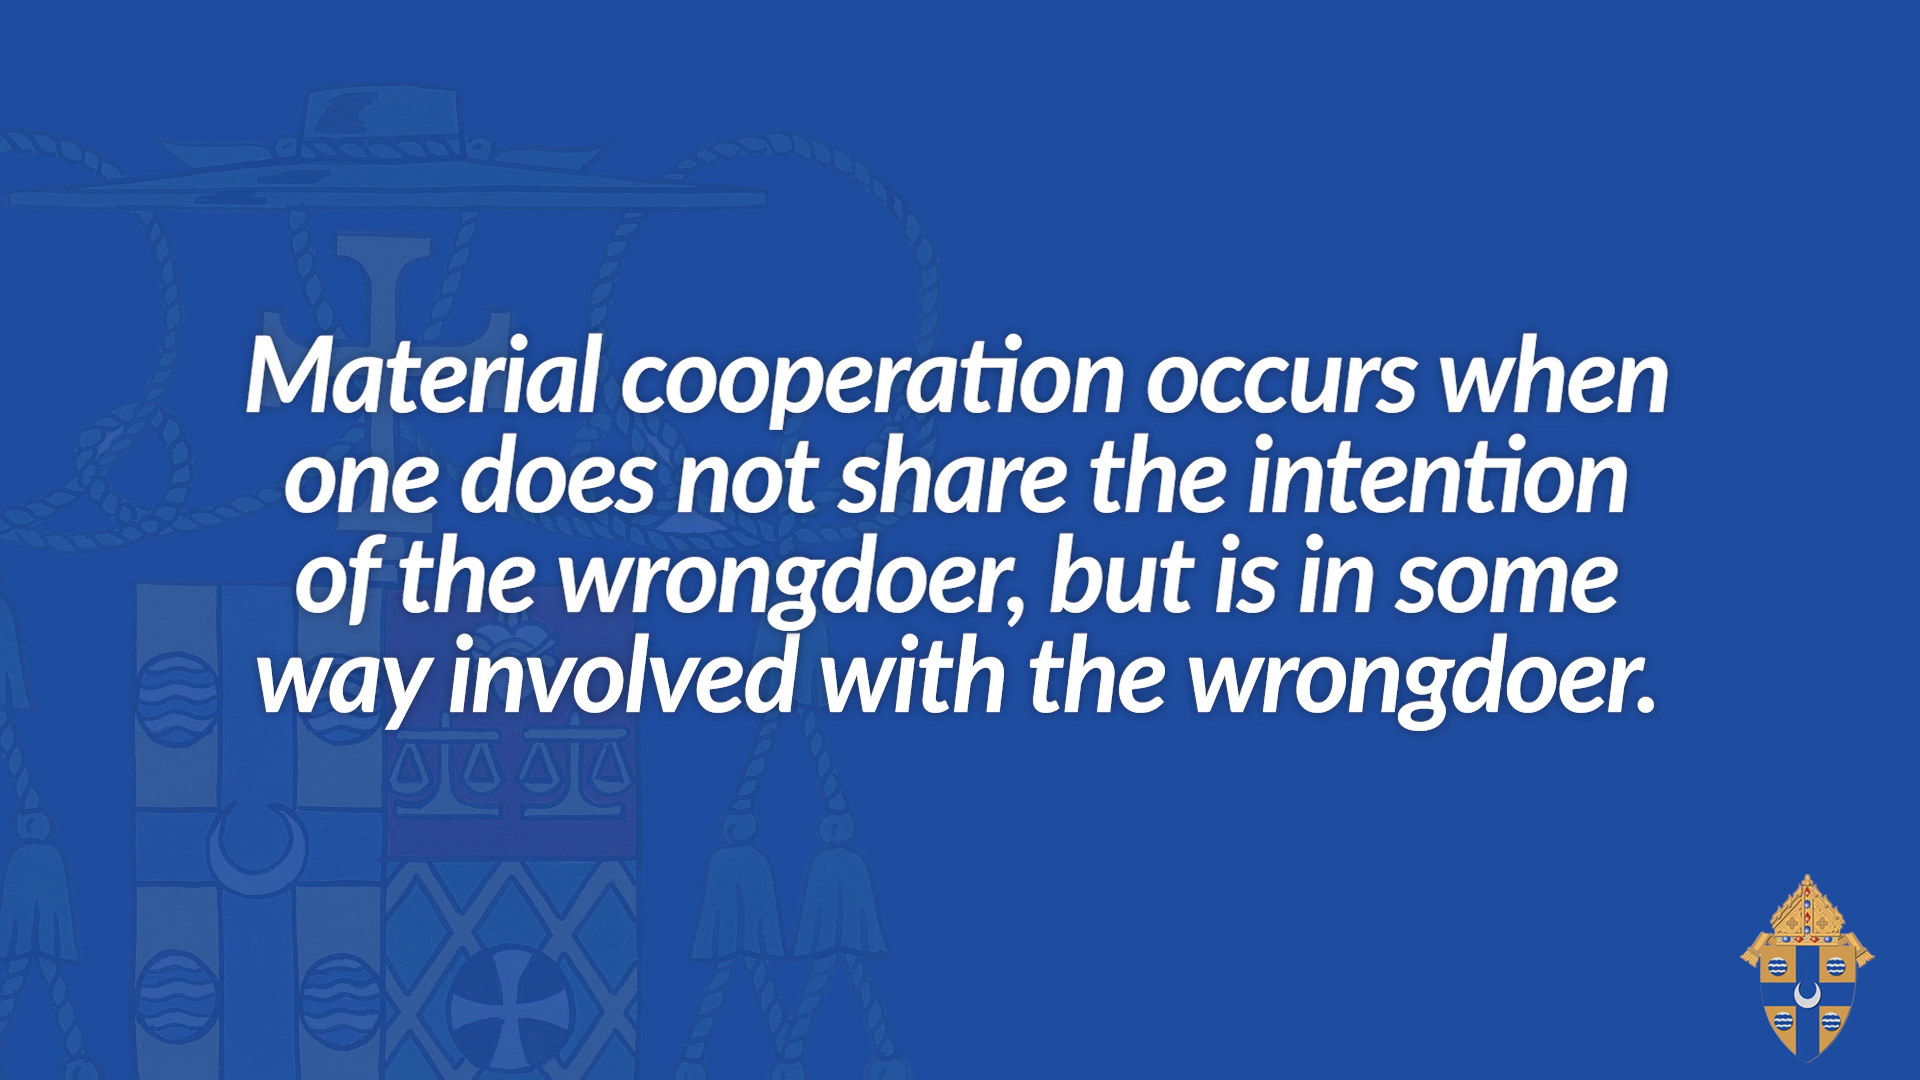 Material cooperation occurs when
one does not share the intention
of the wrongdoer, but is in some
way involved with the wrongdoer.